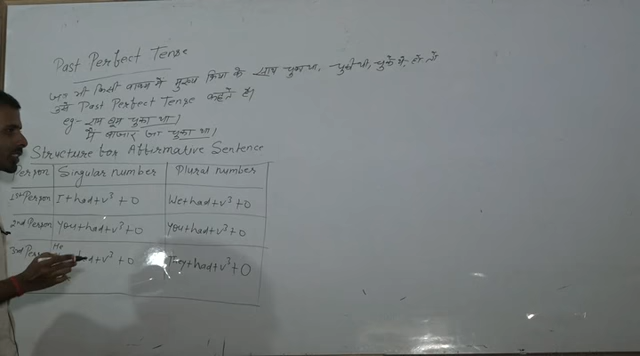 Past Perfect Tense
जब भी किसी वाक्य में मुख्य क्रिया के साथ चुका था, चुकी थी, चुके थे, हो तो
उसे Past Perfect Tense कहते है।
eg:- राम घूम चुका था।
मैं बाजार जा चुका था।
Structure for Affirmative Sentence
Person Singular number Plural number
1st Person I+had+v³+O We+had+v³+O
2nd Person You+had+v³+O You+had+v³+O
3rd He +v³+O They+had+v³+O